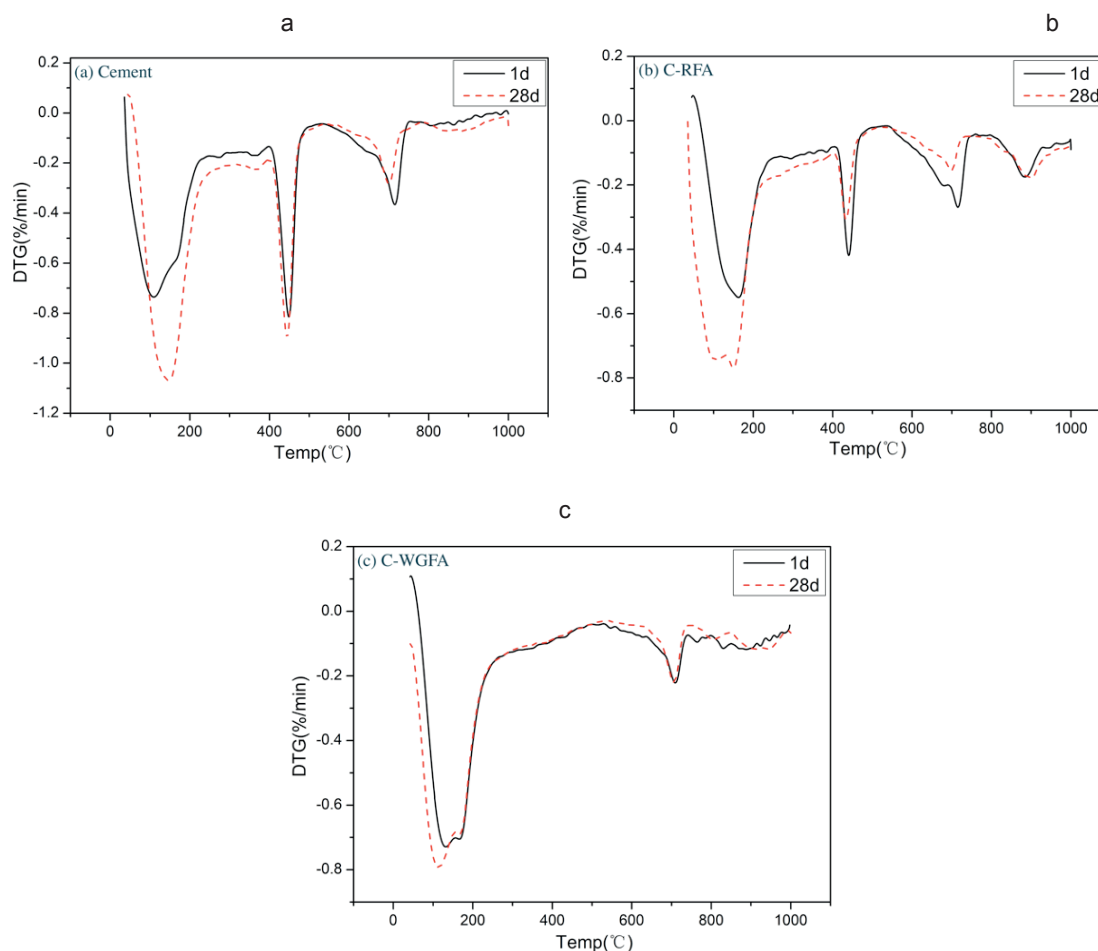 a
(a) Cement
1d
28d
0.2
0.0
-0.2
-0.4
-0.6
-0.8
-1.0
-1.2
DTG(%/min)
0 200 400 600 800 1000
Temp(℃)
b
(b) C-RFA
1d
28d
0.2
0.0
-0.2
-0.4
-0.6
-0.8
DTG(%/min)
0 200 400 600 800 1000
Temp(℃)
c
(c) C-WGFA
1d
28d
0.2
0.0
-0.2
-0.4
-0.6
-0.8
DTG(%/min)
0 200 400 600 800 1000
Temp(℃)